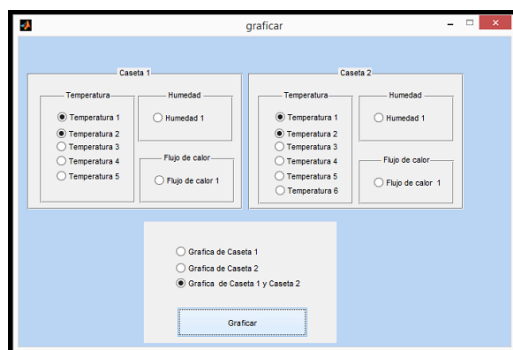 graficar
Caseta 1
Temperatura
Temperatura 1
Temperatura 2
Temperatura 3
Temperatura 4
Temperatura 5
Humedad
Humedad 1
Flujo de calor
Flujo de calor 1
Caseta 2
Temperatura
Temperatura 1
Temperatura 2
Temperatura 3
Temperatura 4
Temperatura 5
Temperatura 6
Humedad
Humedad 1
Flujo de calor
Flujo de calor 1
Grafica de Caseta 1
Grafica de Caseta 2
Grafica de Caseta 1 y Caseta 2
Graficar